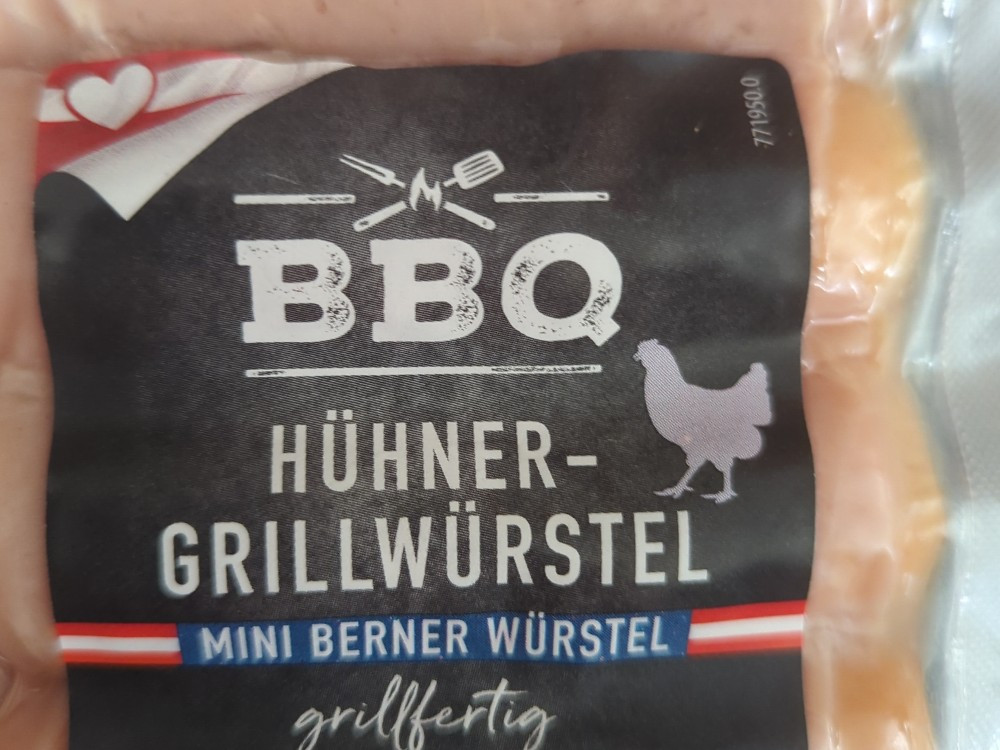 771950.0
BBQ
HÜHNER-
GRILLWÜRSTEL
MINI BERNER WÜRSTEL
grillfertig